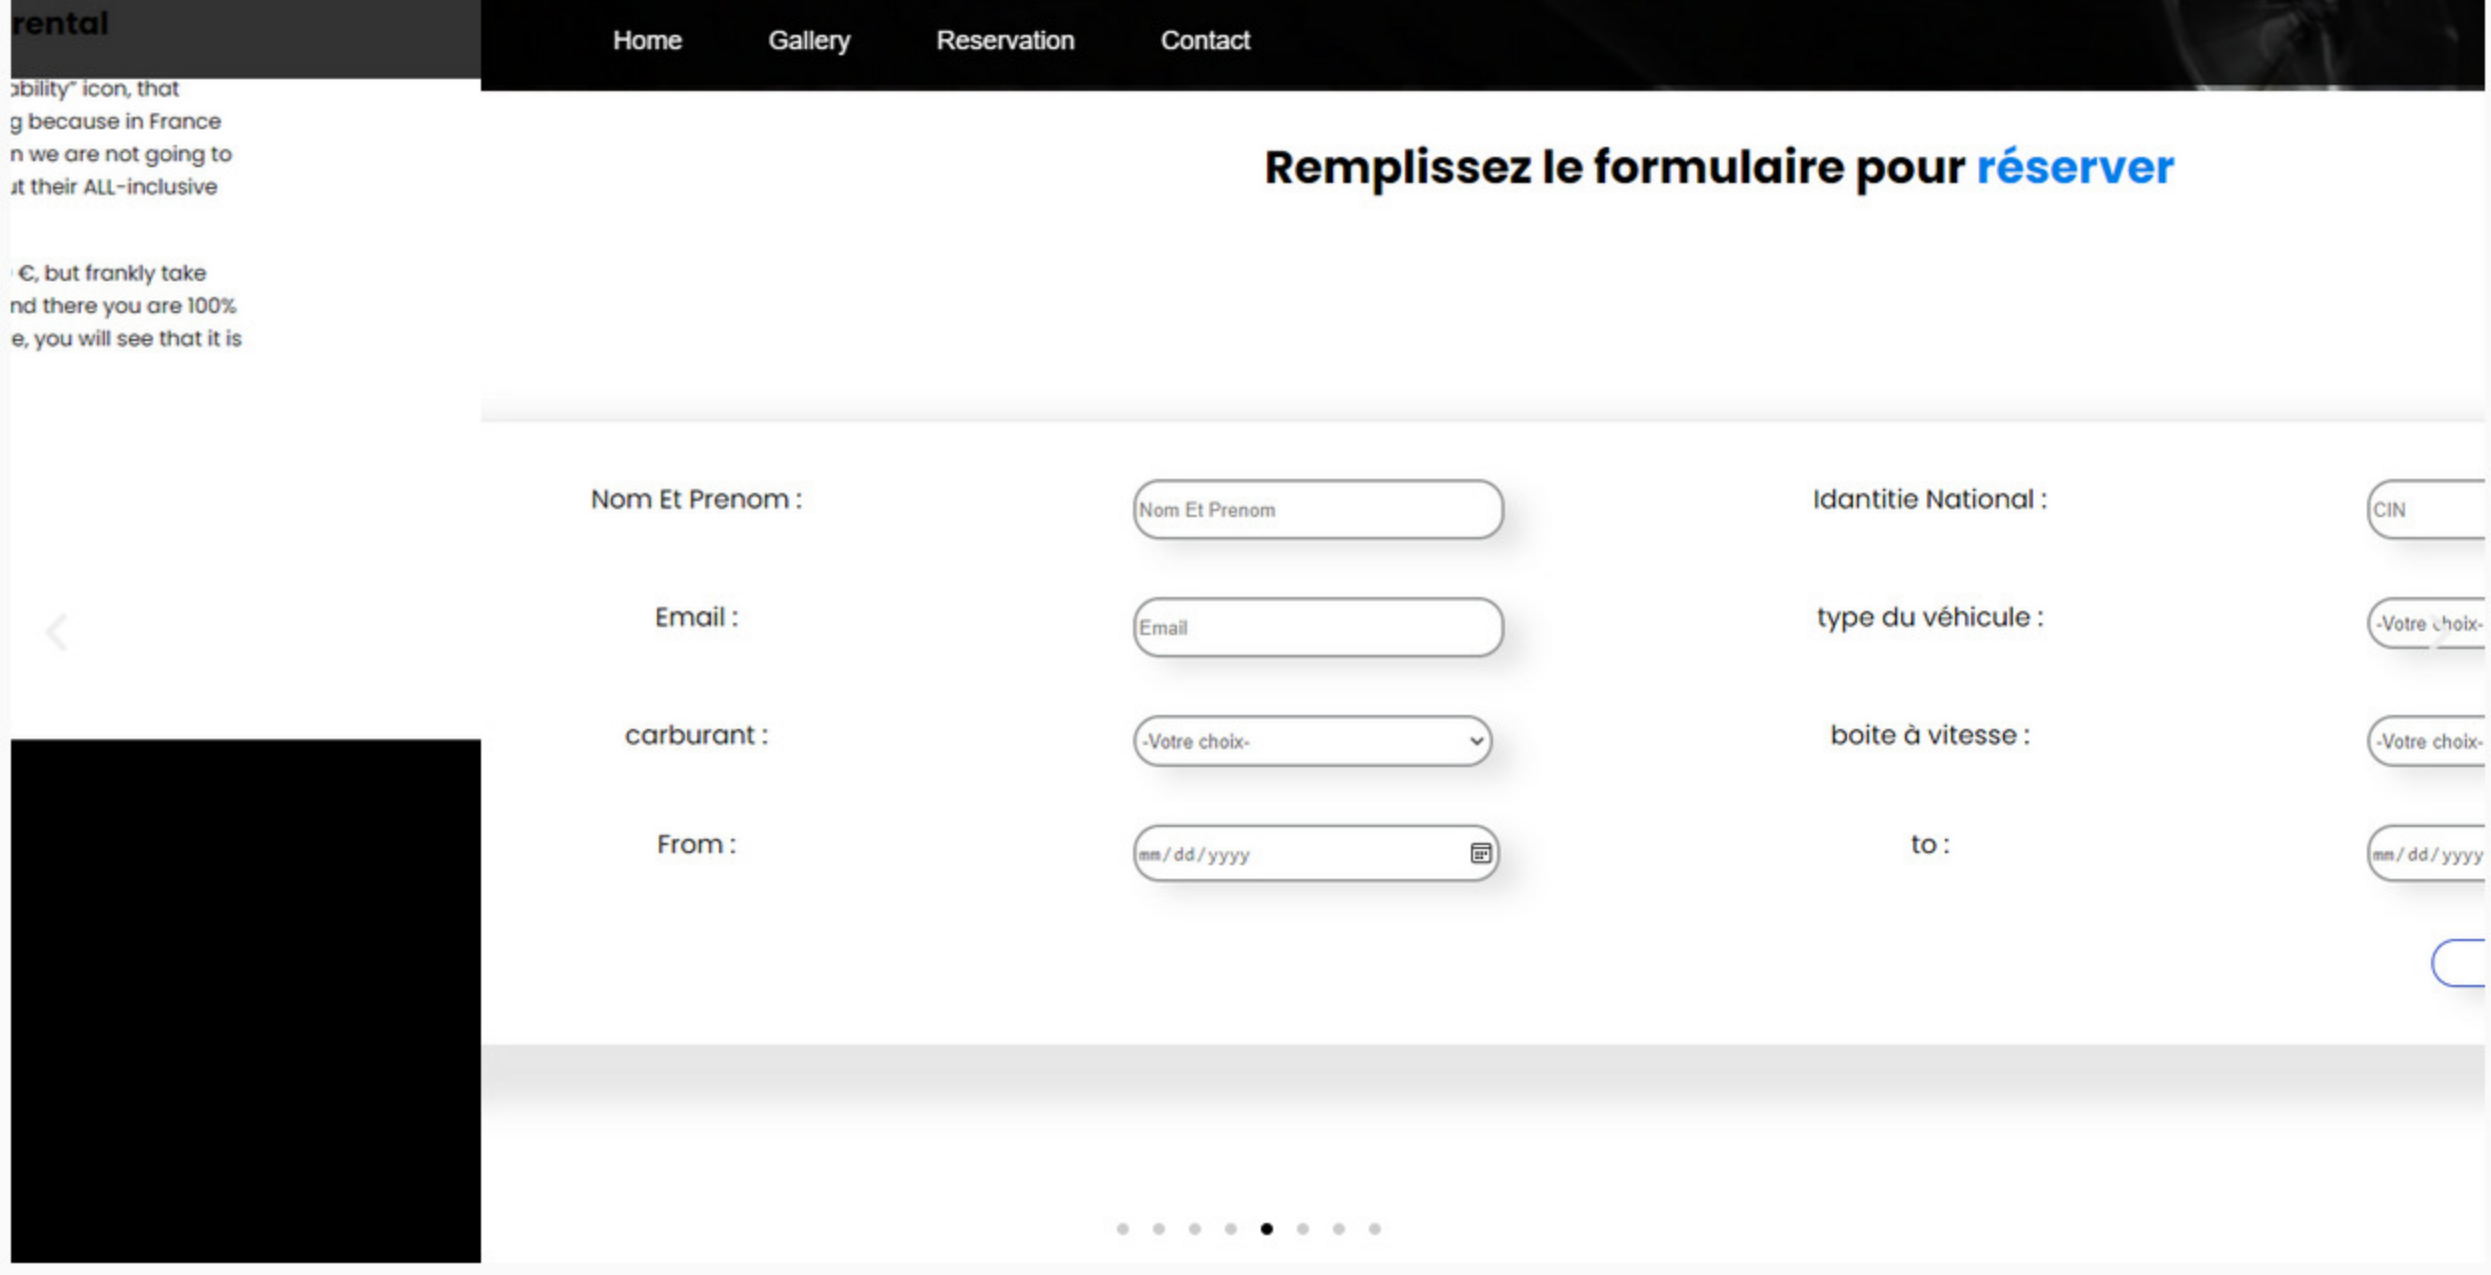 rental
ability" icon, that
g because in France
n we are not going to
ut their ALL-inclusive
€, but frankly take
nd there you are 100%
e, you will see that it is
Home Gallery Reservation Contact
Remplissez le formulaire pour réserver
Nom Et Prenom : Nom Et Prenom Idantitie National : CIN
Email : Email type du véhicule : -Votre choix-
carburant : -Votre choix- boite à vitesse : -Votre choix-
From : mm/dd/yyyy to : mm/dd/yyyy